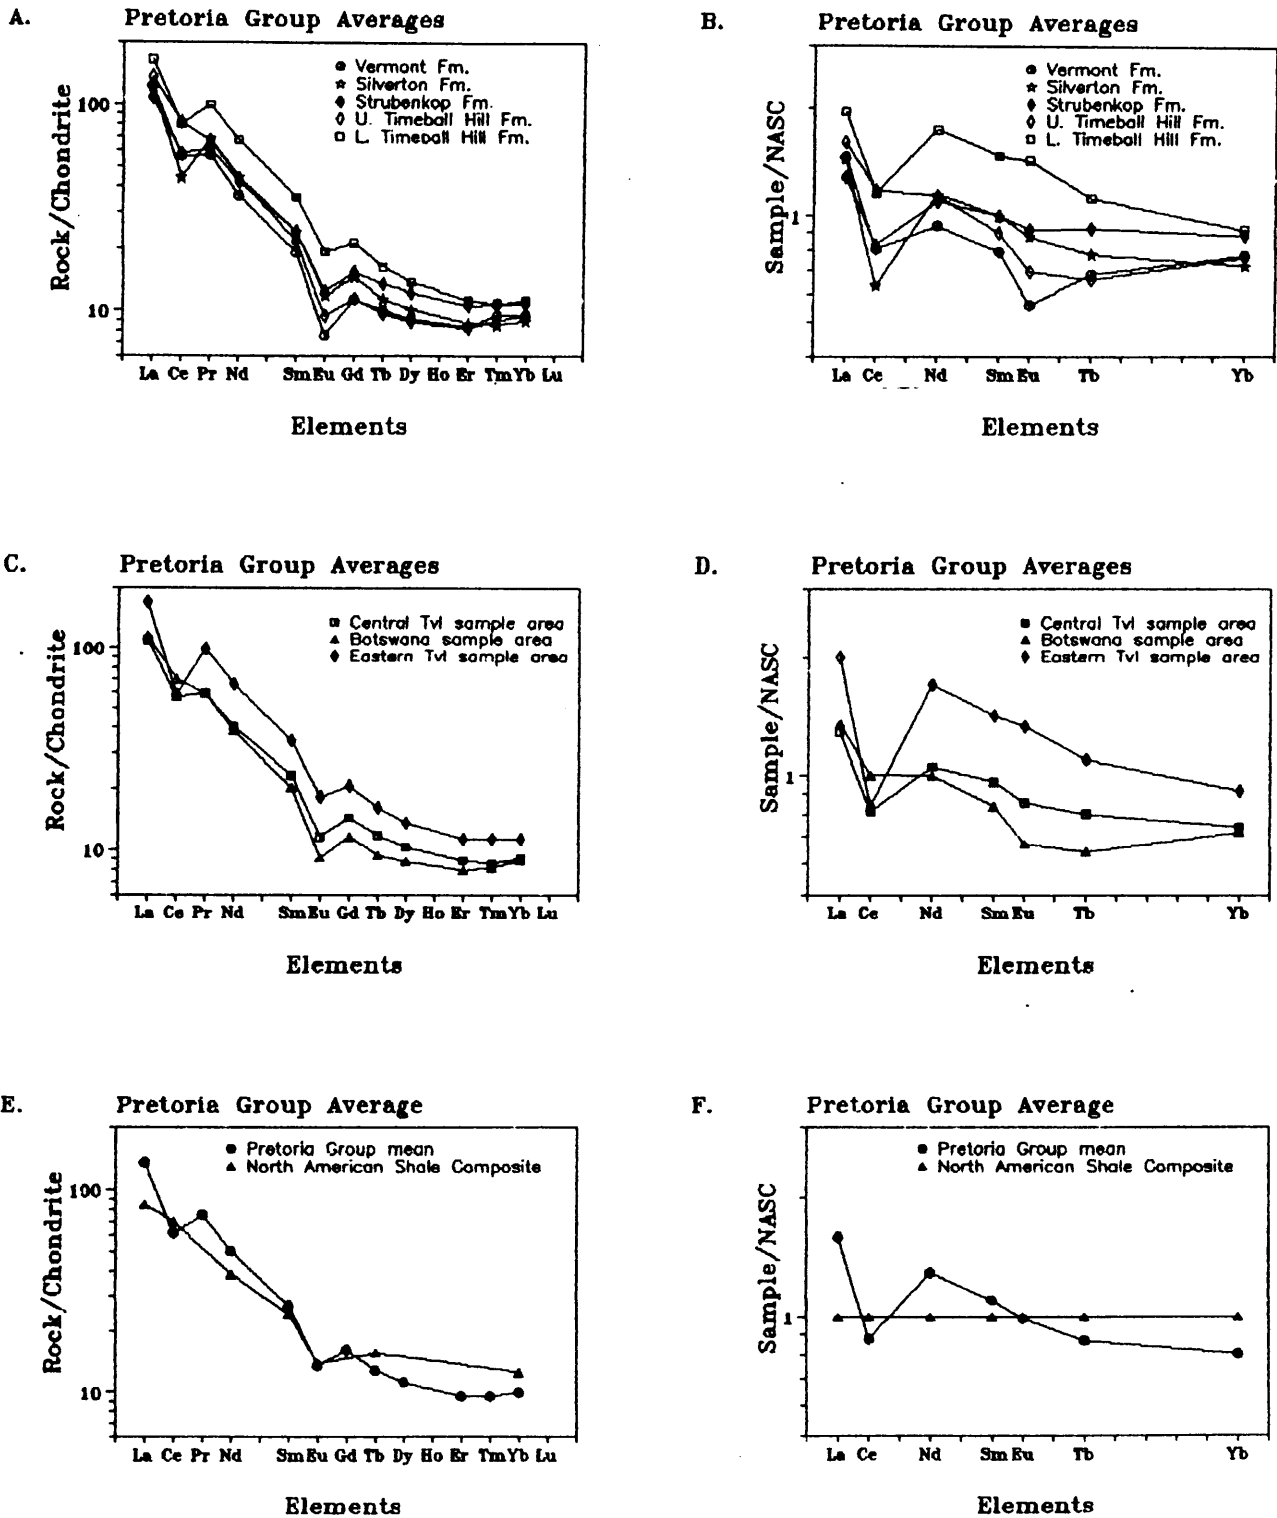 A.
Pretoria Group Averages
Rock/Chondrite
100
10
Vermont Fm.
Silverton Fm.
Strubenkop Fm.
U. Timeball Hill Fm.
L. Timeball Hill Fm.
La Ce Pr Nd Sm Eu Gd Tb Dy Ho Er Tm Yb Lu
Elements
B.
Pretoria Group Averages
Sample/NASC
1
Vermont Fm.
Silverton Fm.
Strubenkop Fm.
U. Timeball Hill Fm.
L. Timeball Hill Fm.
La Ce Nd Sm Eu Tb Yb
Elements
C.
Pretoria Group Averages
Rock/Chondrite
100
10
Central Tvl sample area
Botswana sample area
Eastern Tvl sample area
La Ce Pr Nd Sm Eu Gd Tb Dy Ho Er Tm Yb Lu
Elements
D.
Pretoria Group Averages
Sample/NASC
1
Central Tvl sample area
Botswana sample area
Eastern Tvl sample area
La Ce Nd Sm Eu Tb Yb
Elements
E.
Pretoria Group Average
Rock/Chondrite
100
10
Pretoria Group mean
North American Shale Composite
La Ce Pr Nd Sm Eu Gd Tb Dy Ho Er Tm Yb Lu
Elements
F.
Pretoria Group Average
Sample/NASC
1
Pretoria Group mean
North American Shale Composite
La Ce Nd Sm Eu Tb Yb
Elements